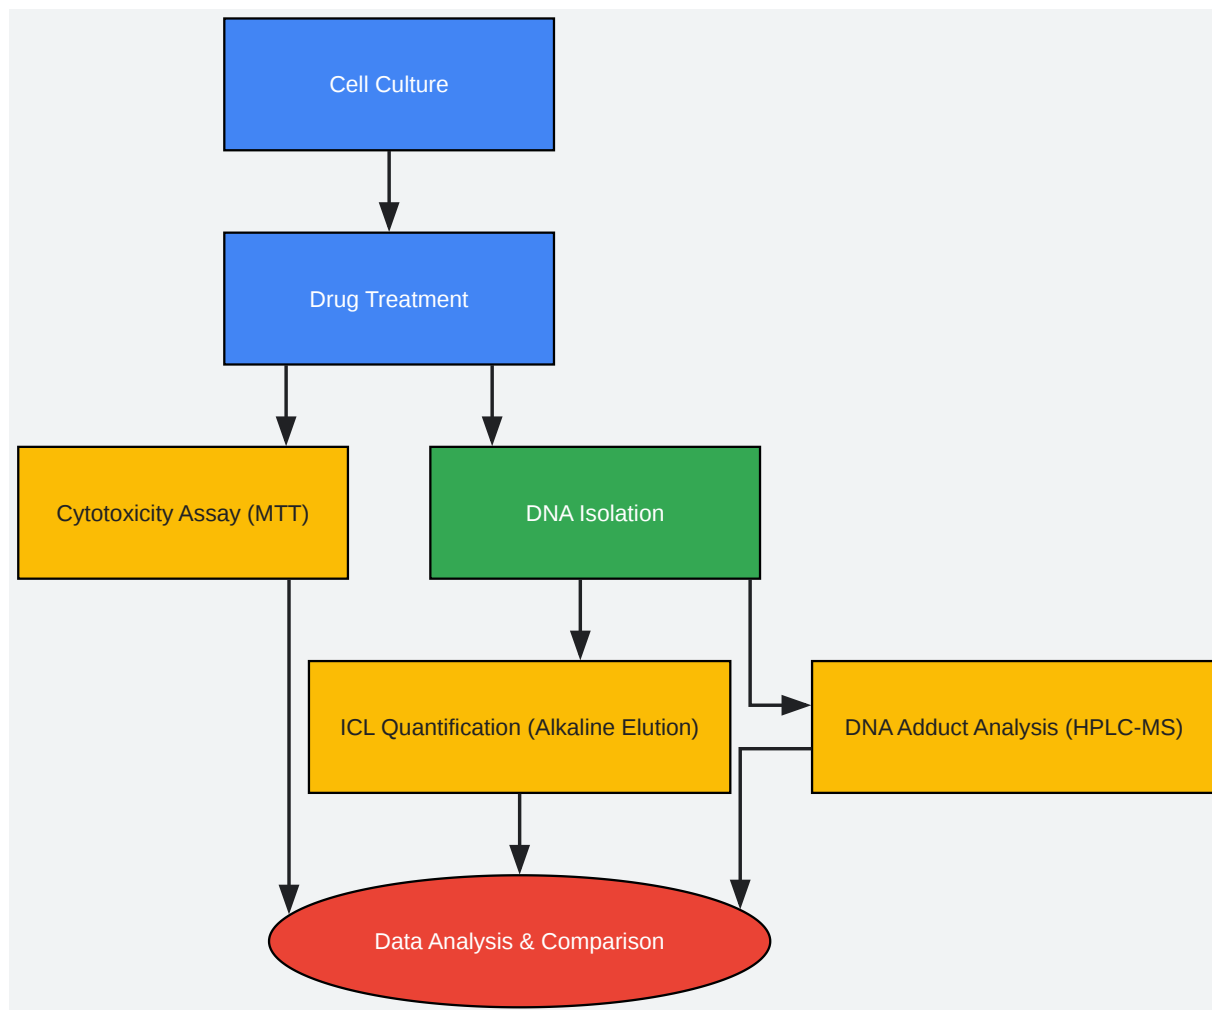 Cell Culture
Drug Treatment
Cytotoxicity Assay (MTT)
DNA Isolation
ICL Quantification (Alkaline Elution)
DNA Adduct Analysis (HPLC-MS)
Data Analysis & Comparison